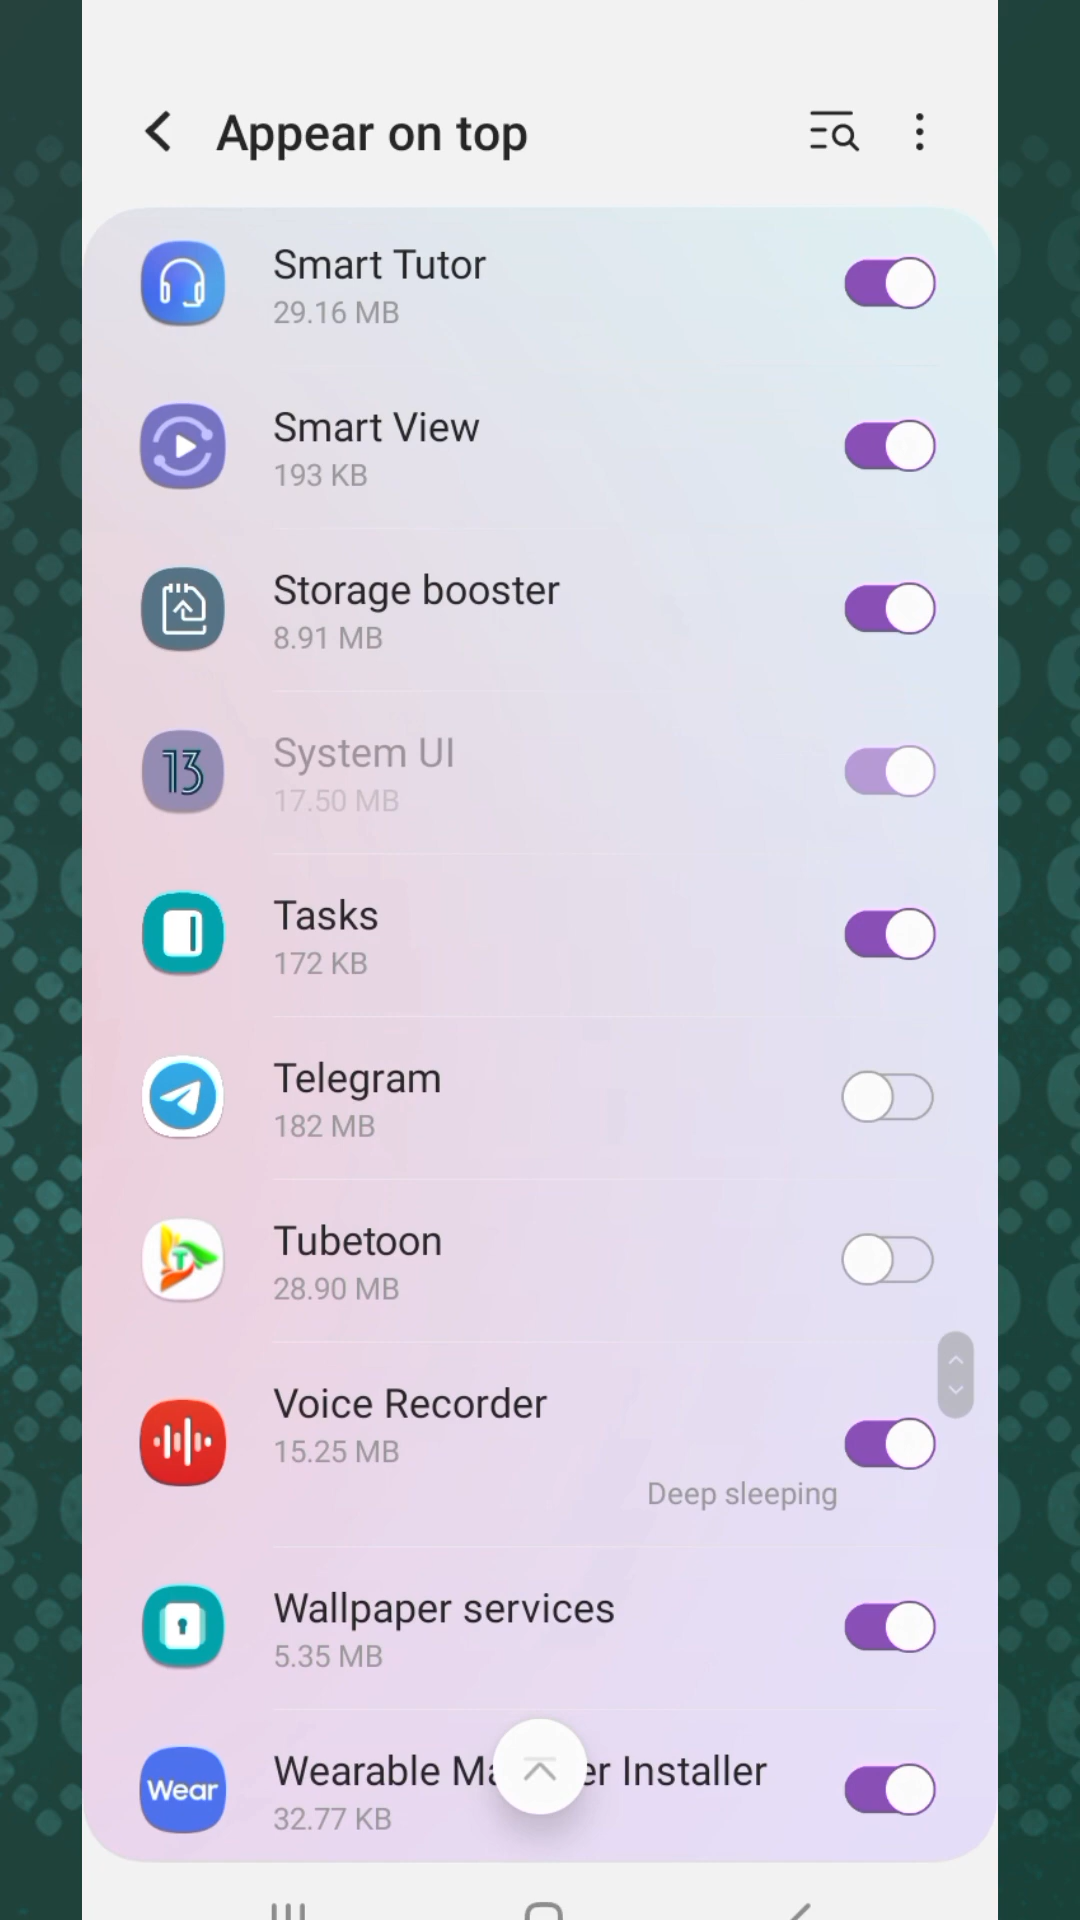 Appear on top
Smart Tutor
29.16 MB
Smart View
193 KB
Storage booster
8.91 MB
13
System UI
17.50 MB
Tasks
172 KB
Telegram
182 MB
T
Tubetoon
28.90 MB
Voice Recorder
15.25 MB
Deep sleeping
Wallpaper services
5.35 MB
Wear
Wearable Ma er Installer
32.77 KB